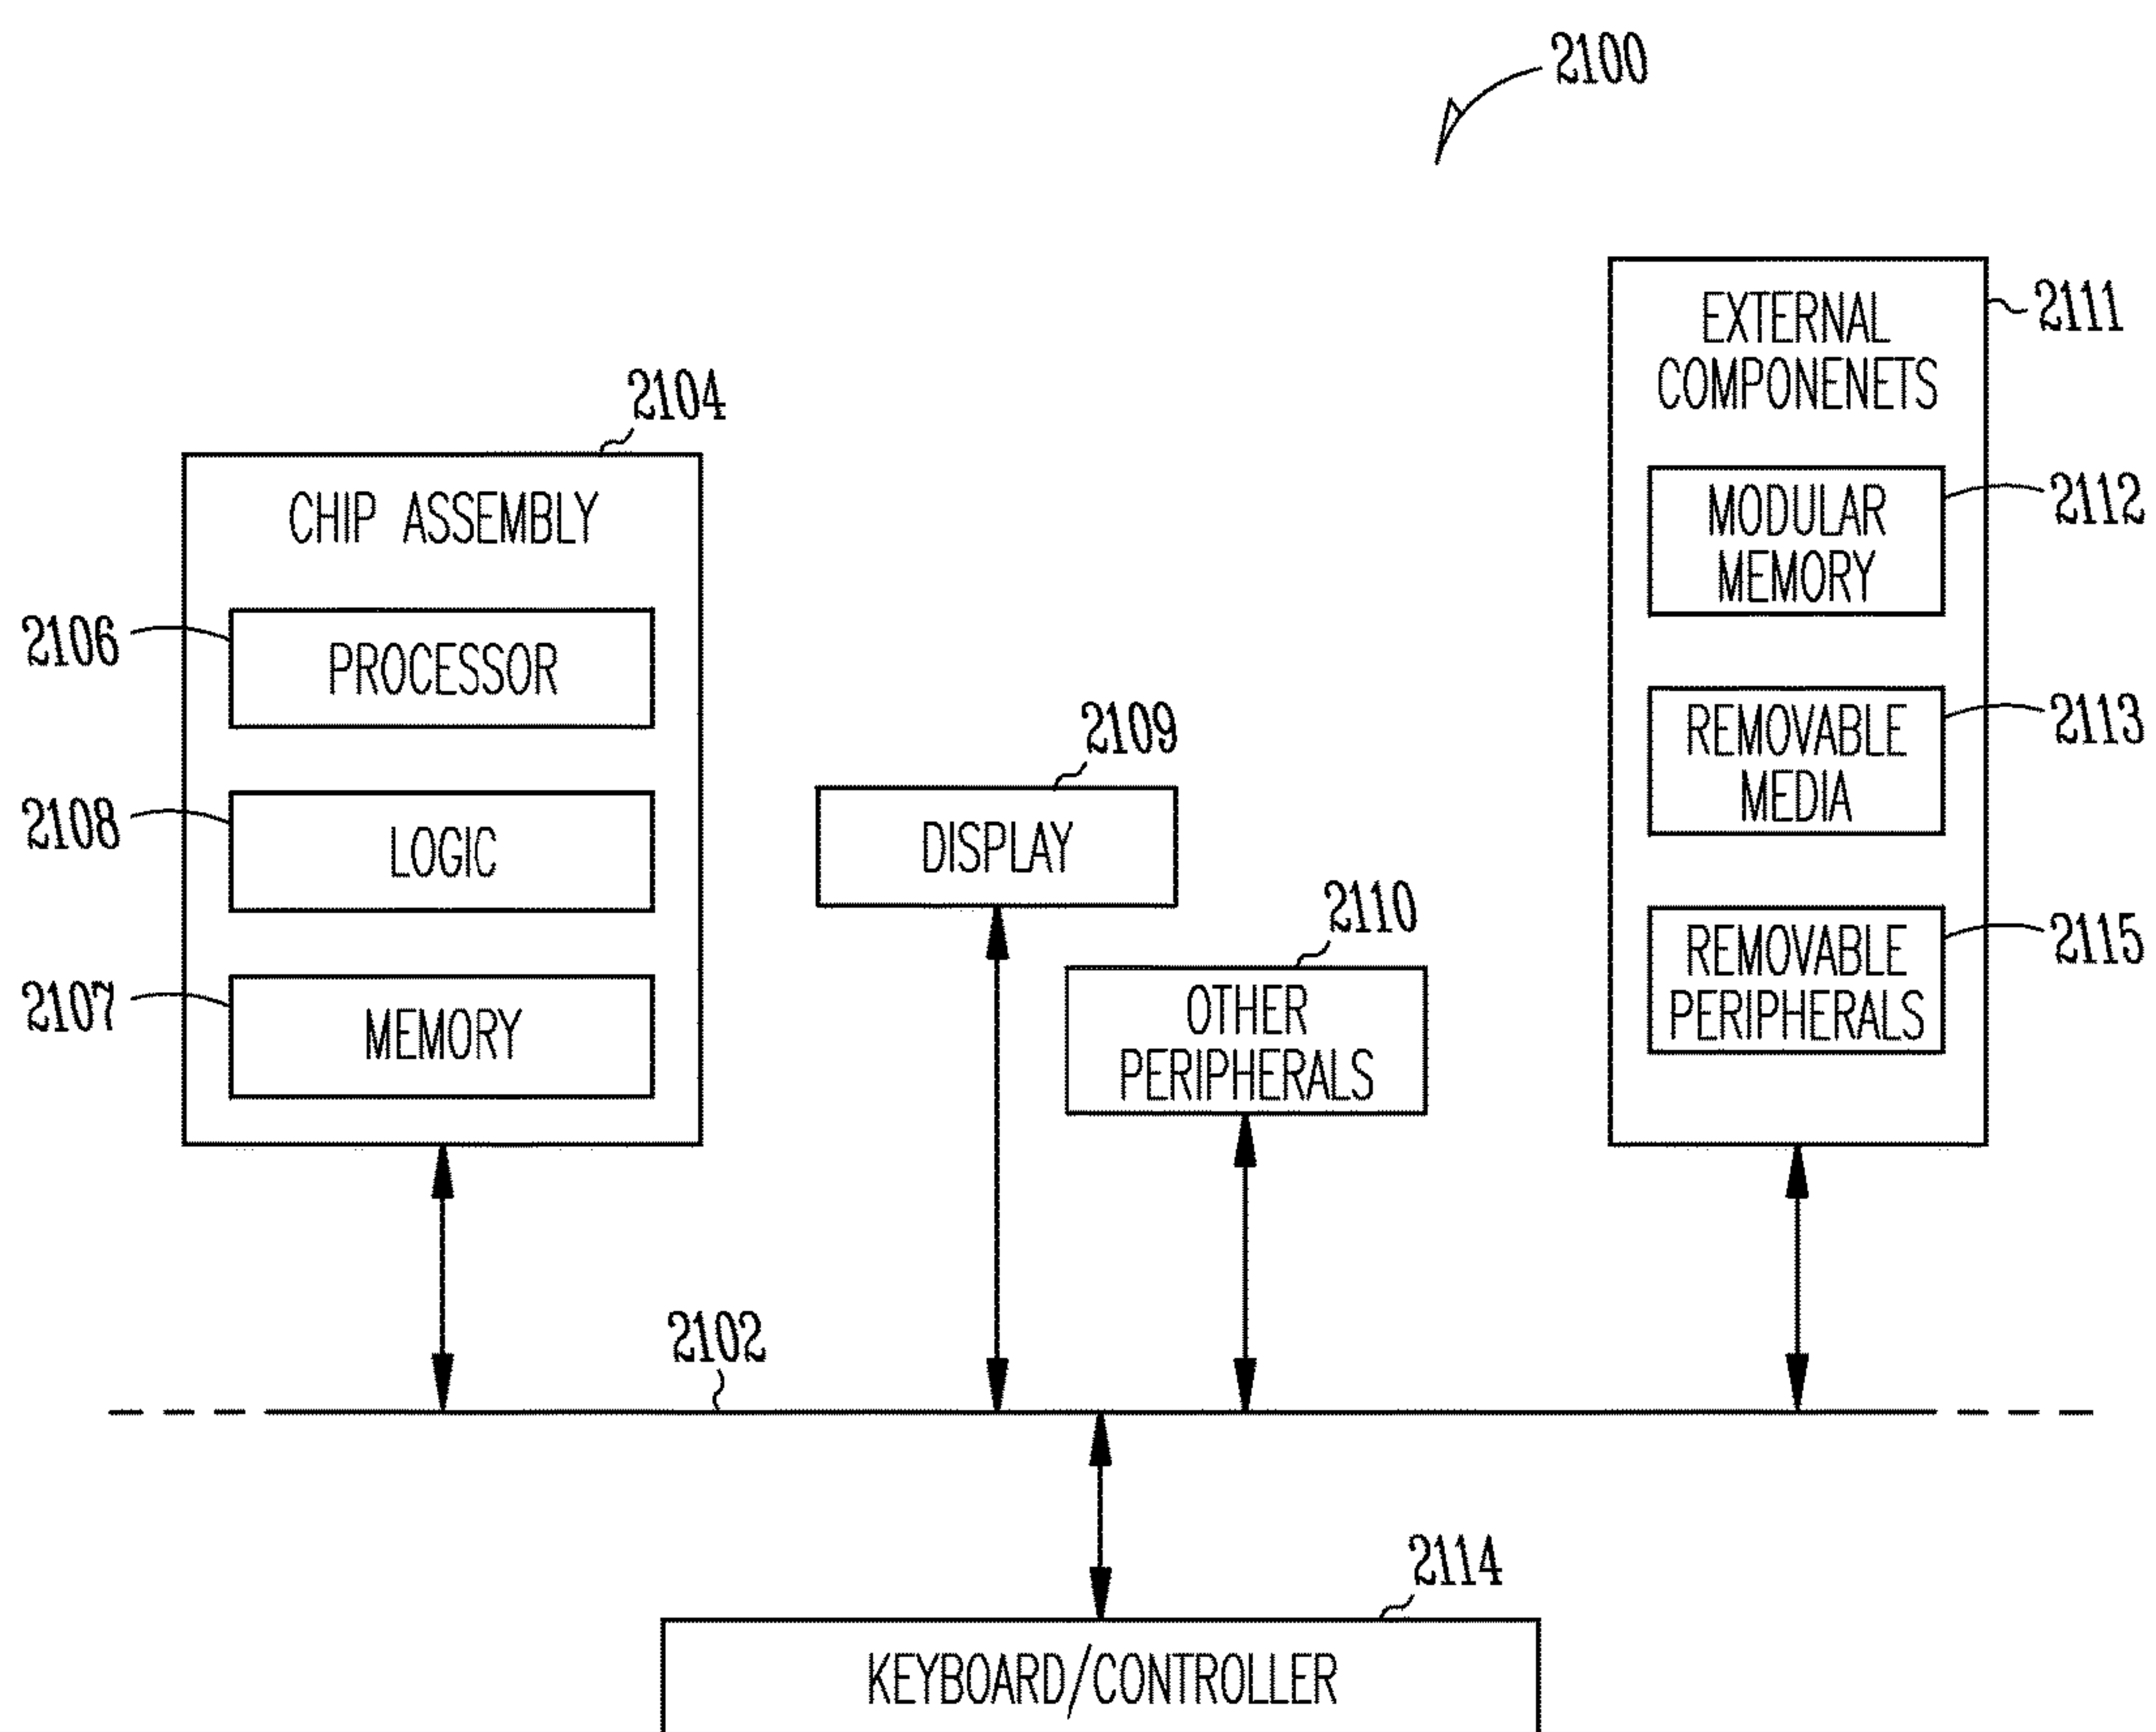 2100
EXTERNAL
COMPONENETS
2111
2104
CHIP ASSEMBLY
MODULAR
MEMORY
2112
2106
PROCESSOR
2109
REMOVABLE
MEDIA
2113
2108
LOGIC
DISPLAY
2110
REMOVABLE
PERIPHERALS
2115
2107
MEMORY
OTHER
PERIPHERALS
2102
2114
KEYBOARD/CONTROLLER